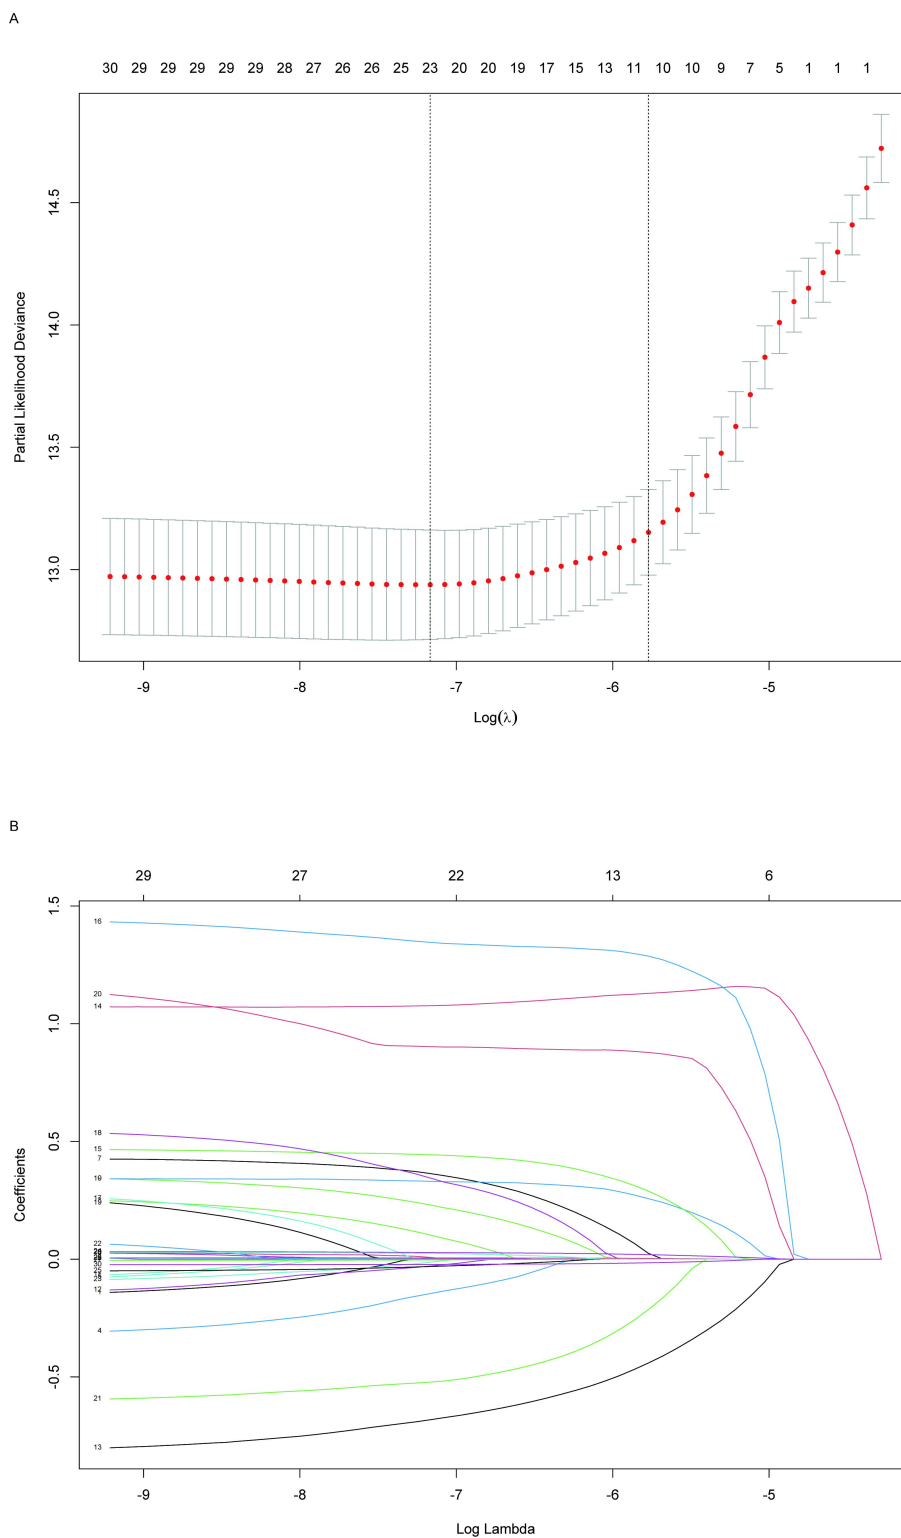 A
30 29 29 29 29 29 28 27 26 26 25 23 20 20 19 17 15 13 11 10 10 9 7 5 1 1 1
14.5
14.0
13.5
13.0
Partial Likelihood Deviance
-9 -8 -7 -6 -5
Log(λ)
B
29 27 22 13 6
1.5
1.0
0.5
0.0
-0.5
Coefficients
16
20
14
18
15
7
22
30
4
21
13
-9 -8 -7 -6 -5
Log Lambda